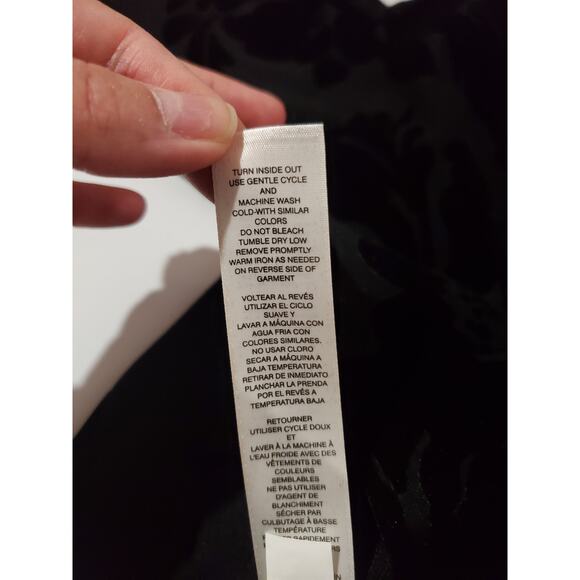 TURN INSIDE OUT
USE GENTLE CYCLE
AND
MACHINE WASH
COLD-WITH SIMILAR
COLORS
DO NOT BLEACH
TUMBLE DRY LOW
REMOVE PROMPTLY
WARM IRON AS NEEDED
ON REVERSE SIDE OF
GARMENT
VOLTEAR AL REVÉS
UTILIZAR EL CICLO
SUAVE Y
LAVAR A MÁQUINA CON
AGUA FRIA CON
COLORES SIMILARES.
NO USAR CLORO
SECAR A MÁQUINA A
BAJA TEMPERATURA
RETIRAR DE INMEDIATO
PLANCHAR LA PRENDA
POR EL REVÉS A
TEMPERATURA BAJA
RETOURNER
UTILISER CYCLE DOUX
ET
LAVER À LA MACHINE À
L'EAU FROIDE AVEC DES
VÊTEMENTS DE
COULEURS
SEMBLABLES
NE PAS UTILISER
D'AGENT DE
BLANCHIMENT
SÉCHER PAR
CULBUTAGE À BASSE
TEMPÉRATURE
RAPIDEMENT